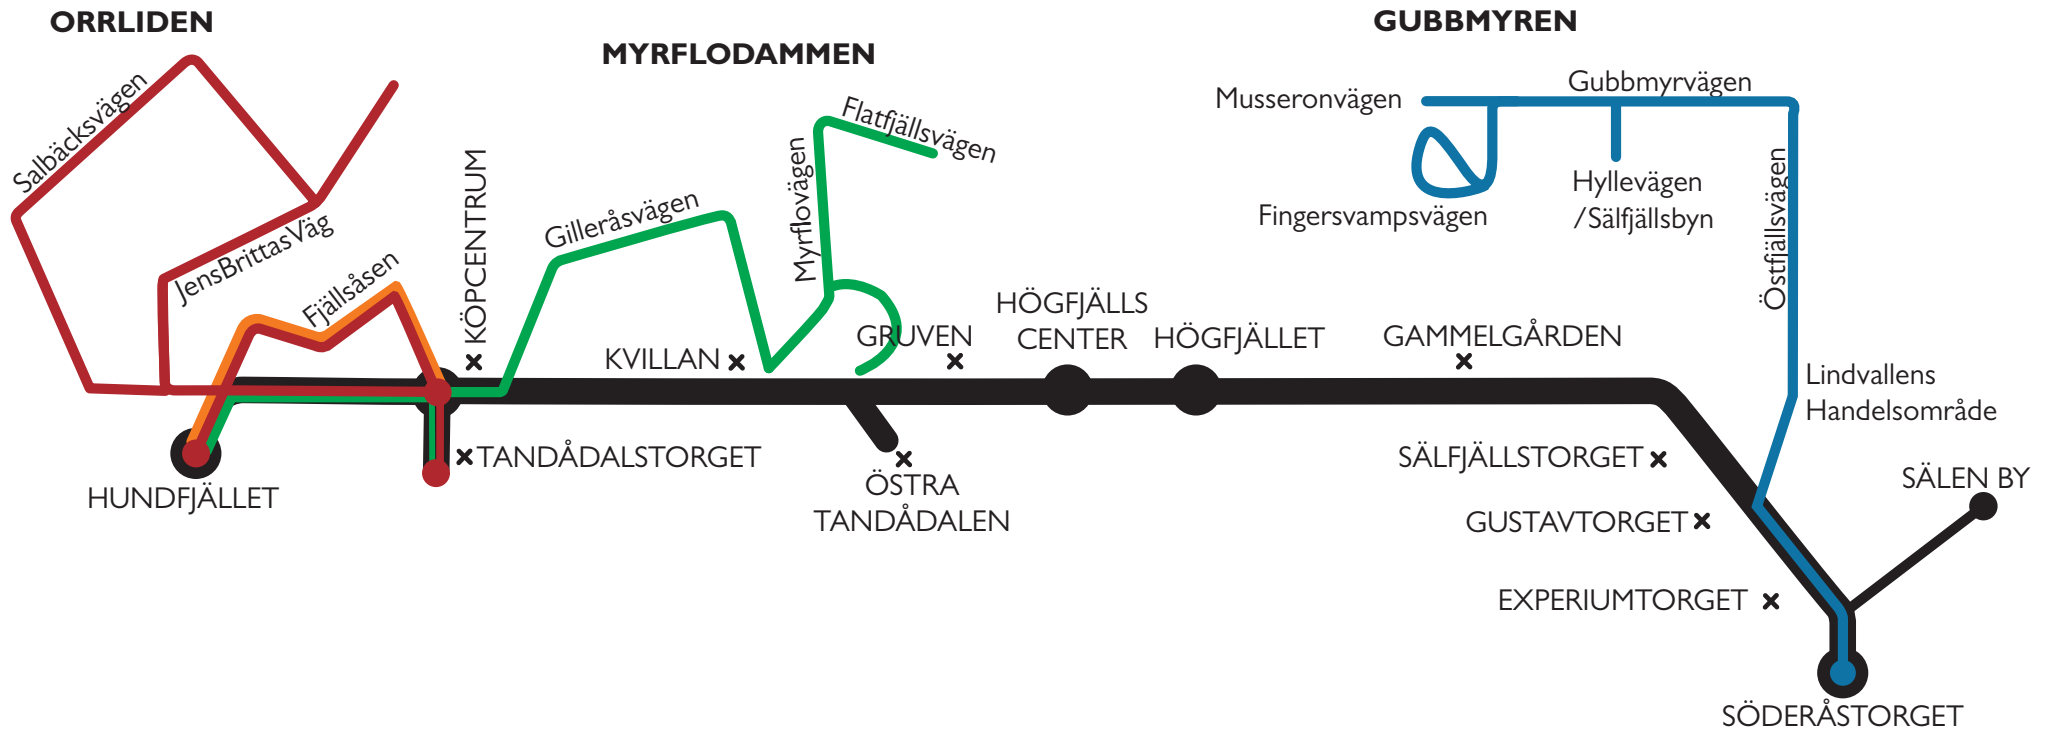 ORRLIDEN
MYRFLODAMMEN
GUBBMYREN
Salbäcksvägen
JensBrittasVäg
Fjällsåsen
KÖPCENTRUM
Gilleråsvägen
Myrflovägen
Flatfjällsvägen
Musseronvägen
Gubbmyrvägen
Fingersvampsvägen
Hyllevägen
/Sälfjällsbyn
Östfjällsvägen
KVILLAN
GRUVEN
HÖGFJÄLLS
CENTER
HÖGFJÄLLET
GAMMELGÅRDEN
Lindvallens
Handelsområde
HUNDFJÄLLET
TANDÅDALSTORGET
ÖSTRA
TANDÅDALEN
SÄLFJÄLLSTORGET
GUSTAVTORGET
EXPERIUMTORGET
SÄLEN BY
SÖDERÅSTORGET